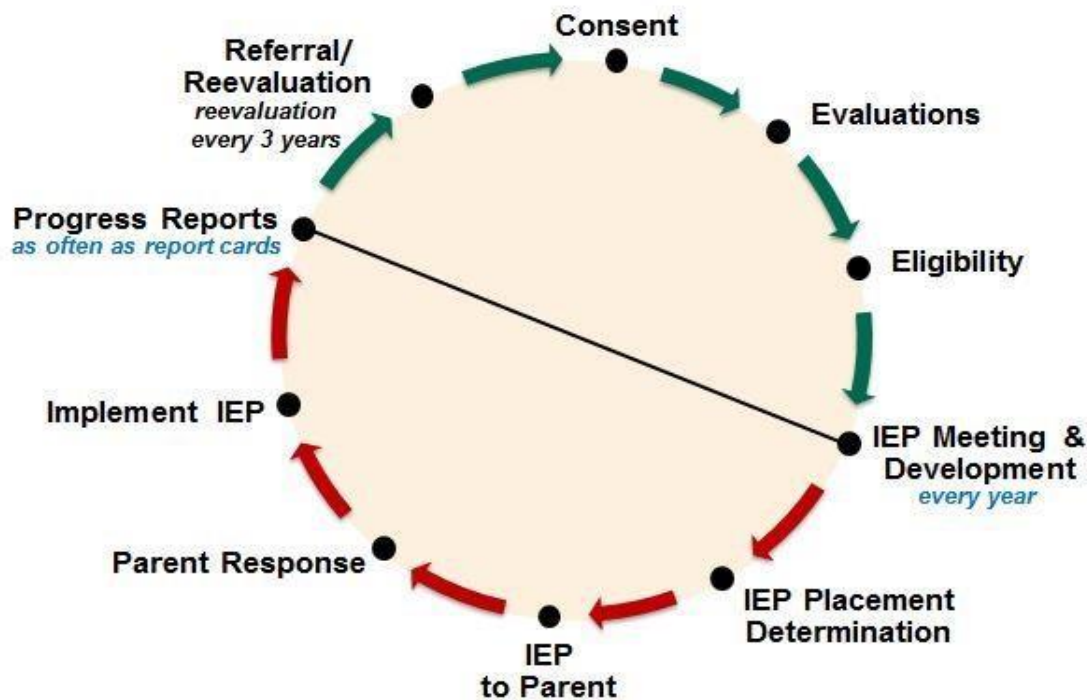 Consent
Referral/
Reevaluation
reevaluation
every 3 years
Evaluations
Progress Reports
as often as report cards
Eligibility
Implement IEP
IEP Meeting &
Development
every year
Parent Response
IEP Placement
Determination
IEP
to Parent